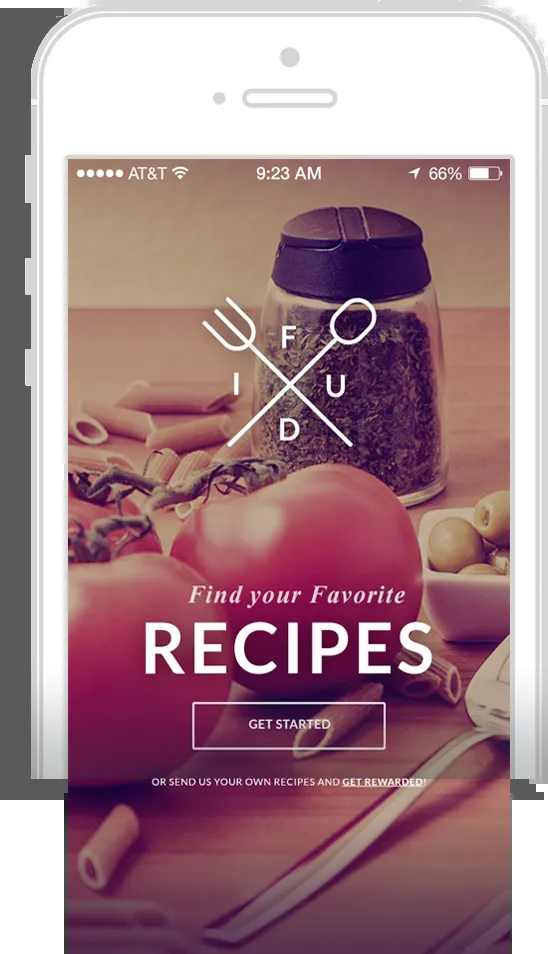 AT&T 9:23 AM 66%
F
I U
D
Find your Favorite
RECIPES
GET STARTED
OR SEND US YOUR OWN RECIPES AND GET REWARDED!